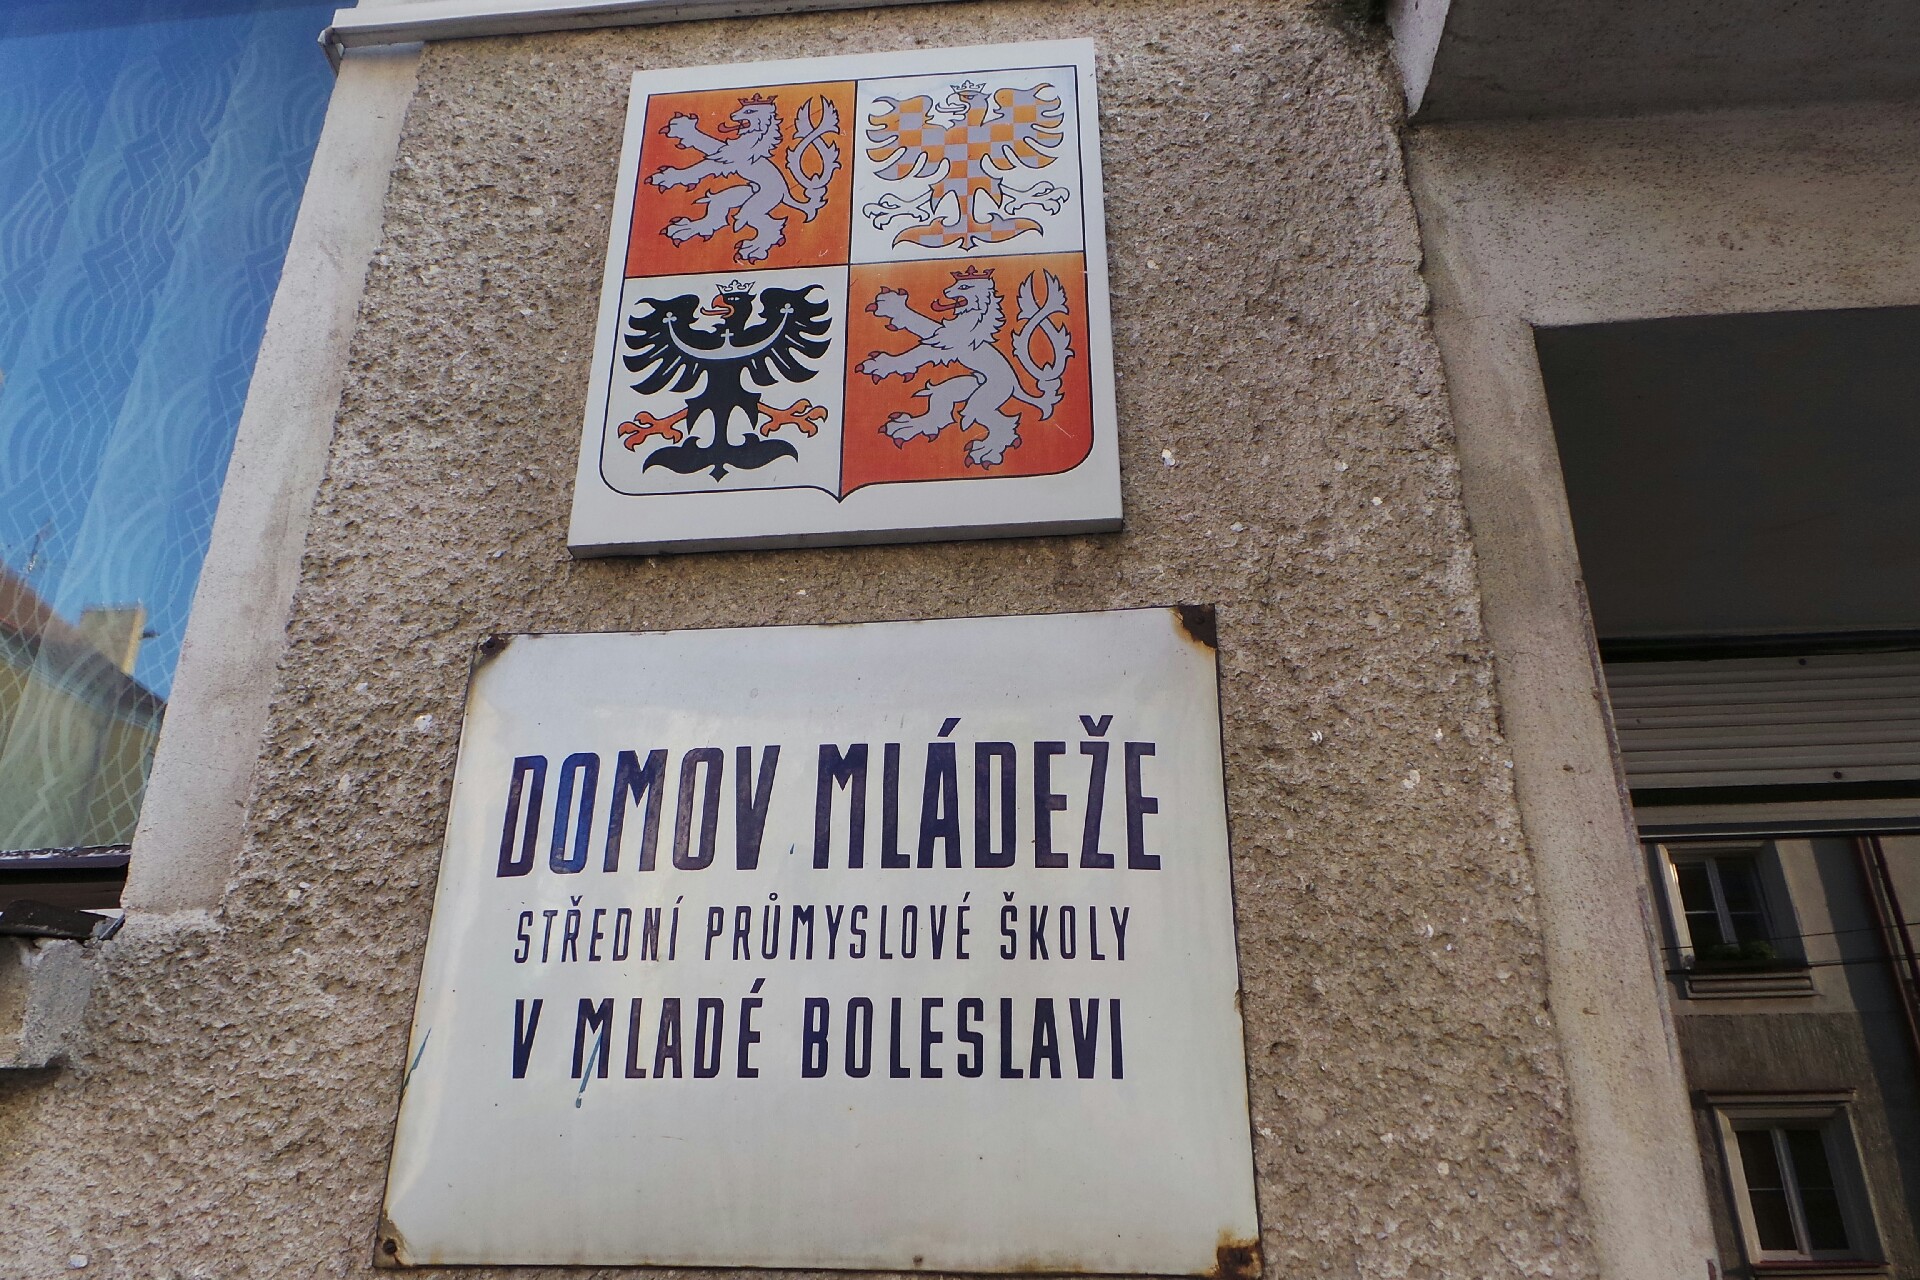 DOMOV MLÁDEŽE
STŘEDNÍ PRŮMYSLOVÉ ŠKOLY
V MLADÉ BOLESLAVI